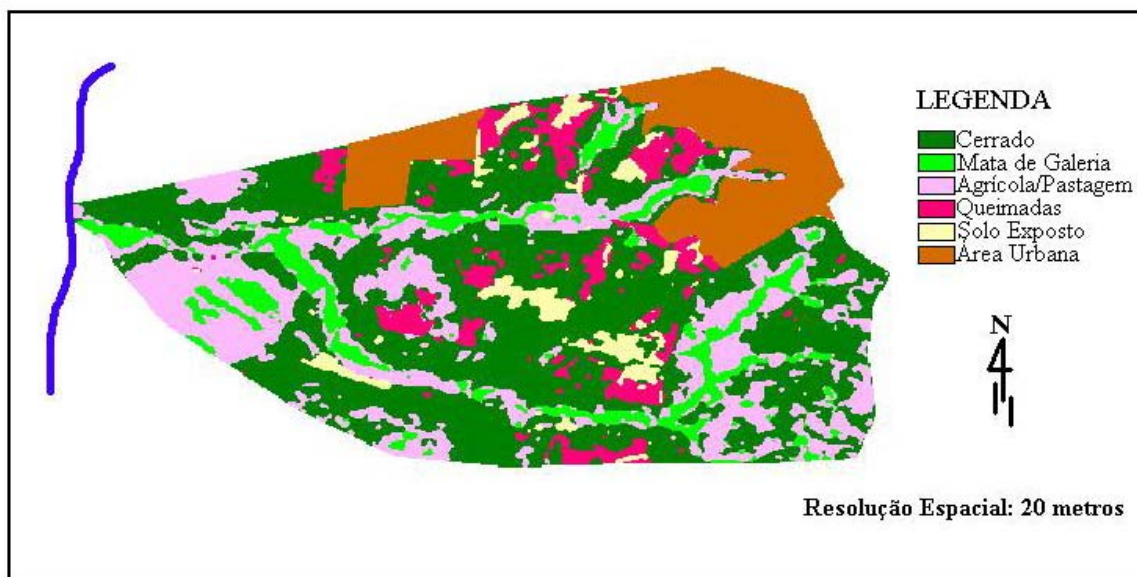 LEGENDA
Cerrado
Mata de Galeria
Agrícola/Pastagem
Queimadas
Solo Exposto
Área Urbana
N
Resolução Espacial: 20 metros